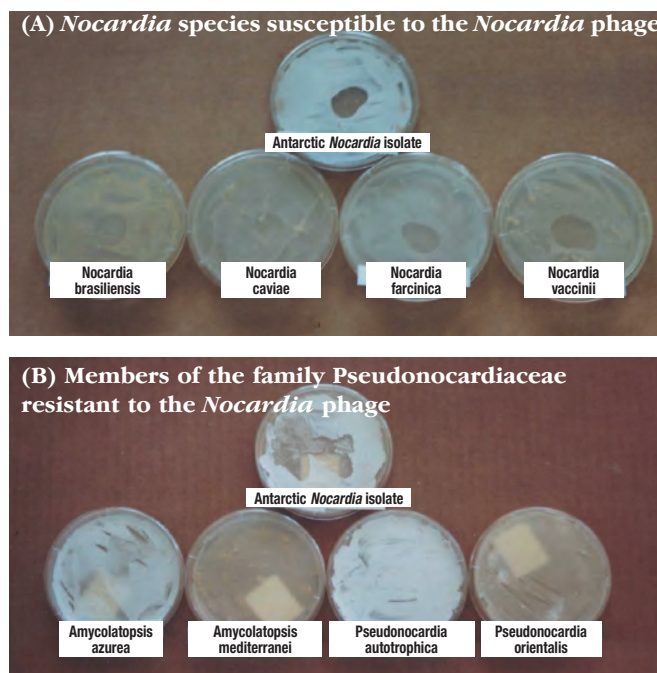 (A) Nocardia species susceptible to the Nocardia phage
Antarctic Nocardia isolate
Nocardia
brasiliensis
Nocardia
caviae
Nocardia
farcinica
Nocardia
vaccinii
(B) Members of the family Pseudonocardiaceae
resistant to the Nocardia phage
Antarctic Nocardia isolate
Amycolatopsis
azurea
Amycolatopsis
mediterranei
Pseudonocardia
autotrophica
Pseudonocardia
orientalis